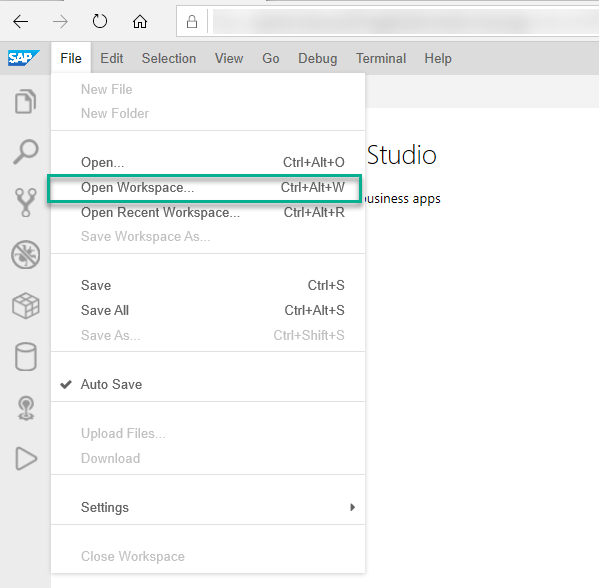 SAP File Edit Selection View Go Debug Terminal Help
New File
New Folder
Open... Ctrl+Alt+O
Studio
Open Workspace... Ctrl+Alt+W
usiness apps
Open Recent Workspace... Ctrl+Alt+R
Save Workspace As...
Save Ctrl+S
Save All Ctrl+Alt+S
Save As... Ctrl+Shift+S
Auto Save
Upload Files...
Download
Settings
Close Workspace